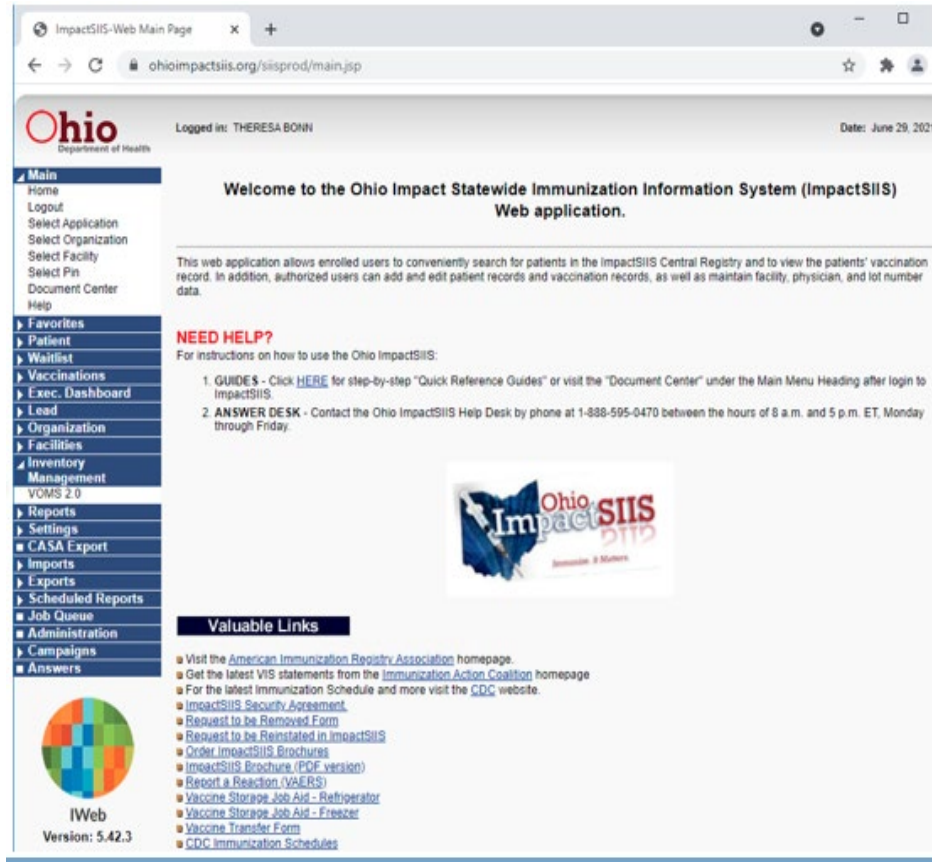 ImpactSIIS-Web Main Page
ohioimpactsiis.org/siisprod/main.jsp
Ohio
Department of Health
Logged in: THERESA BONN
Date: June 29, 2021
Main
Home
Logout
Select Application
Select Organization
Select Facility
Select Pin
Document Center
Help
Favorites
Patient
Waitlist
Vaccinations
Exec. Dashboard
Lead
Organization
Facilities
Inventory
Management
VOMS 2.0
Reports
Settings
CASA Export
Imports
Exports
Scheduled Reports
Job Queue
Administration
Campaigns
Answers
IWeb
Version: 5.42.3
Welcome to the Ohio Impact Statewide Immunization Information System (ImpactSIIS)
Web application.
This web application allows enrolled users to conveniently search for patients in the ImpactSIIS Central Registry and to view the patients' vaccination
record. In addition, authorized users can add and edit patient records and vaccination records, as well as maintain facility, physician, and lot number
data.
NEED HELP?
For instructions on how to use the Ohio ImpactSIIS:
1. GUIDES - Click HERE for step-by-step "Quick Reference Guides" or visit the "Document Center" under the Main Menu Heading after login to
ImpactSIIS.
2. ANSWER DESK - Contact the Ohio ImpactSIIS Help Desk by phone at 1-888-595-0470 between the hours of 8 a.m. and 5 p.m. ET, Monday
through Friday.
Ohio
ImpactSIIS
Immunize. It Matters.
Valuable Links
Visit the American Immunization Registry Association homepage.
Get the latest VIS statements from the Immunization Action Coalition homepage
For the latest Immunization Schedule and more visit the CDC website.
ImpactSIIS Security Agreement.
Request to be Removed Form
Request to be Reinstated in ImpactSIIS
Order ImpactSIIS Brochures
ImpactSIIS Brochure (PDF version)
Report a Reaction (VAERS)
Vaccine Storage Job Aid - Refrigerator
Vaccine Storage Job Aid - Freezer
Vaccine Transfer Form
CDC Immunization Schedules